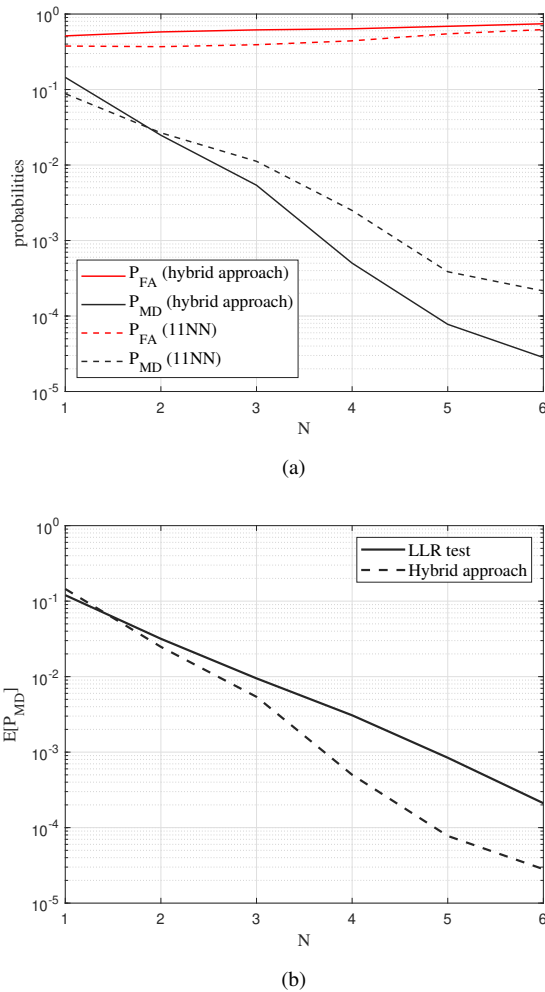 10^0
10^-1
10^-2
10^-3
10^-4
10^-5
probabilities
P_FA (hybrid approach)
P_MD (hybrid approach)
P_FA (11NN)
P_MD (11NN)
1 2 3 4 5 6
N
(a)
10^0
10^-1
10^-2
10^-3
10^-4
10^-5
E[P_MD]
LLR test
Hybrid approach
1 2 3 4 5 6
N
(b)